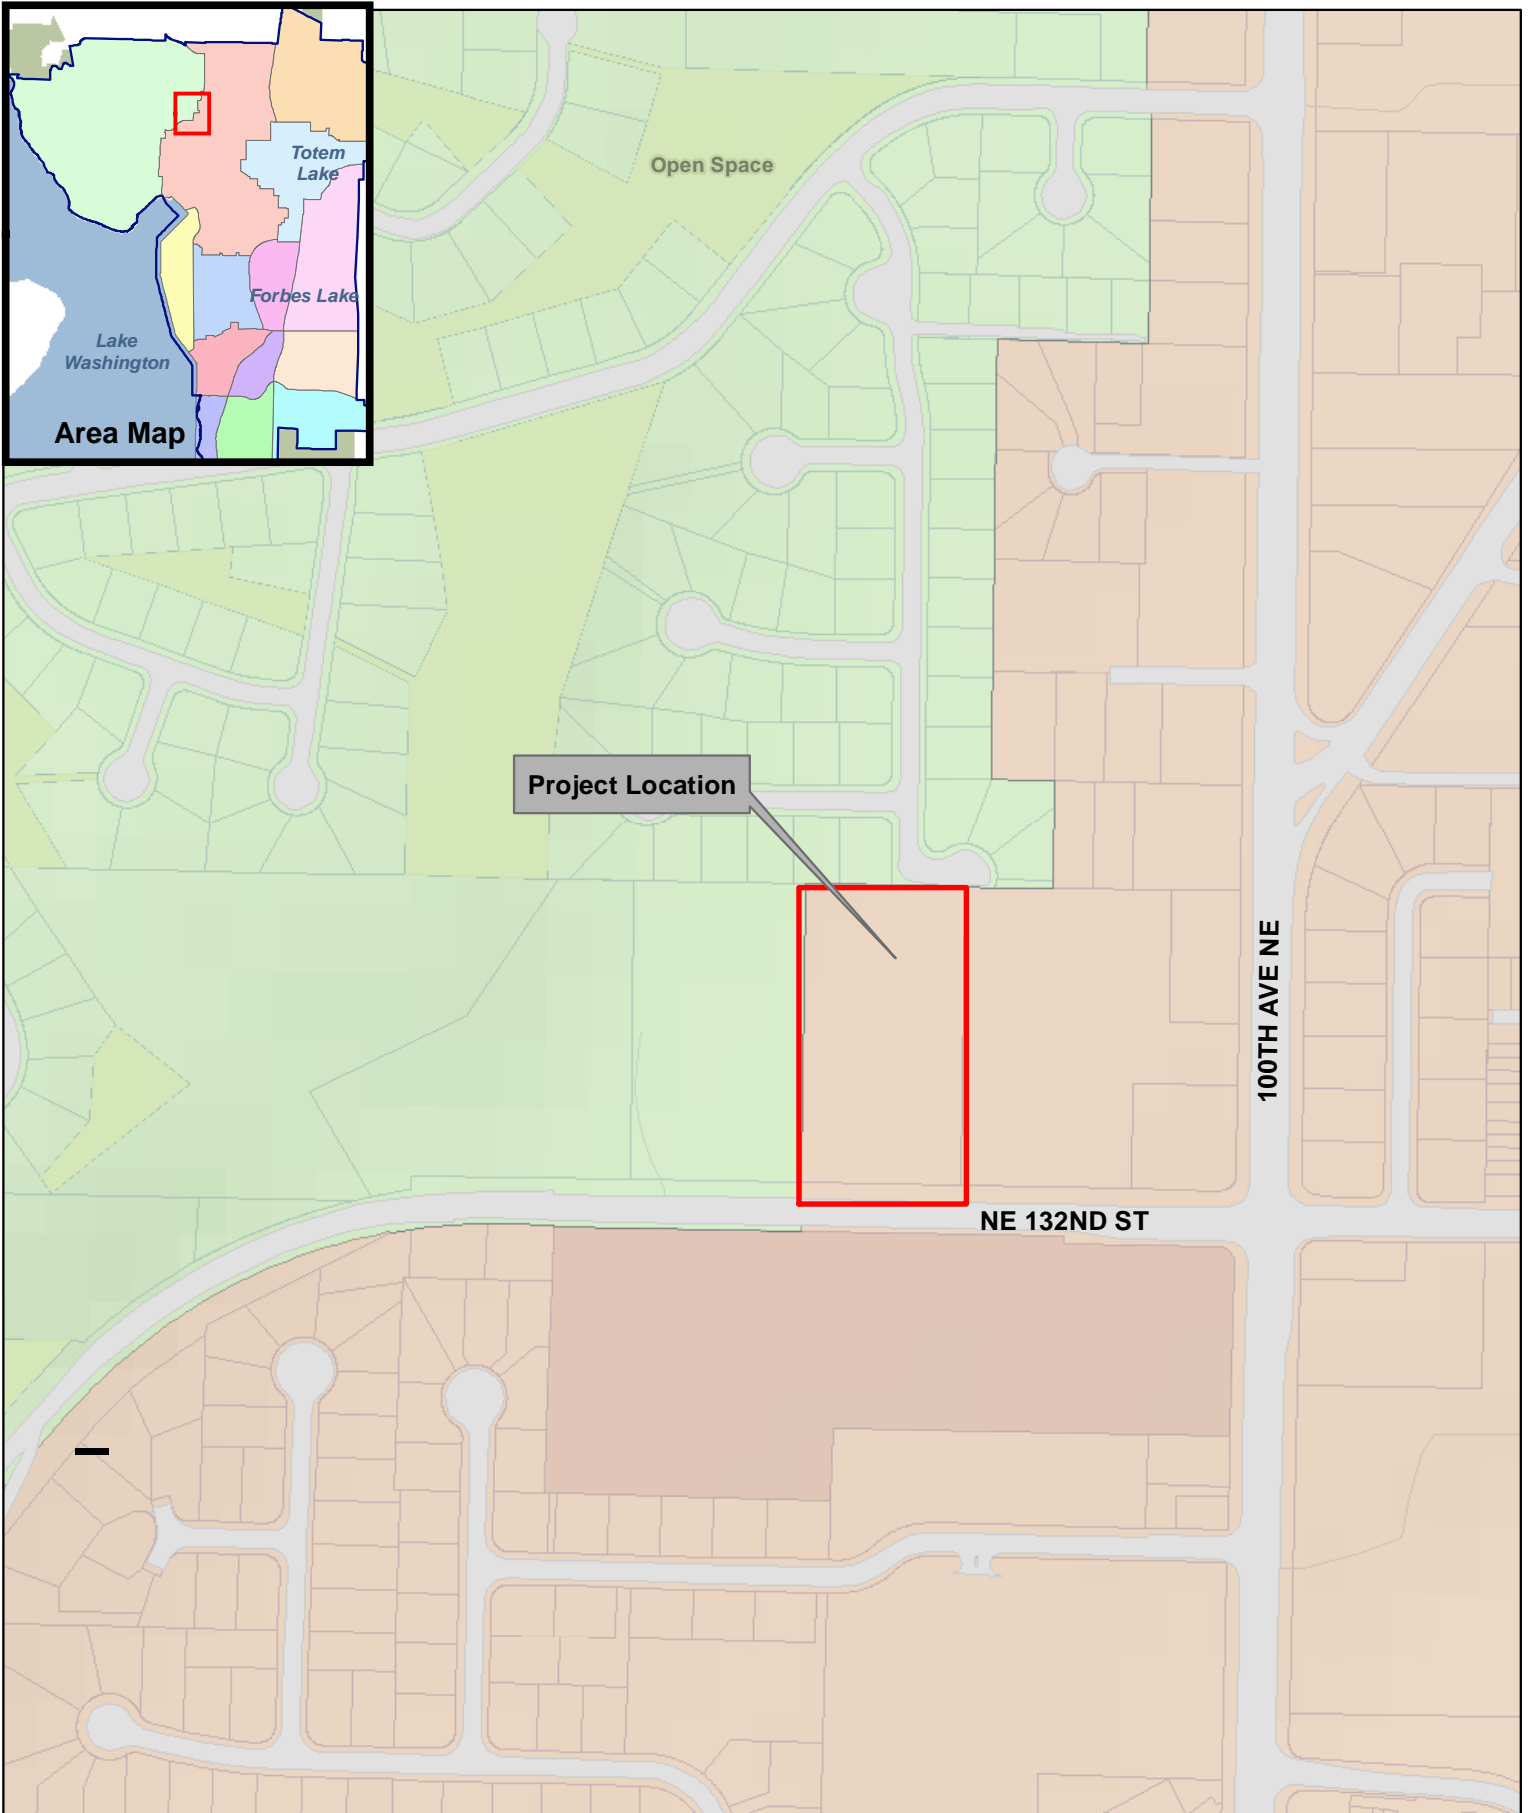 Totem
Lake
Forbes Lake
Lake
Washington
Area Map
Open Space
Project Location
100TH AVE NE
NE 132ND ST